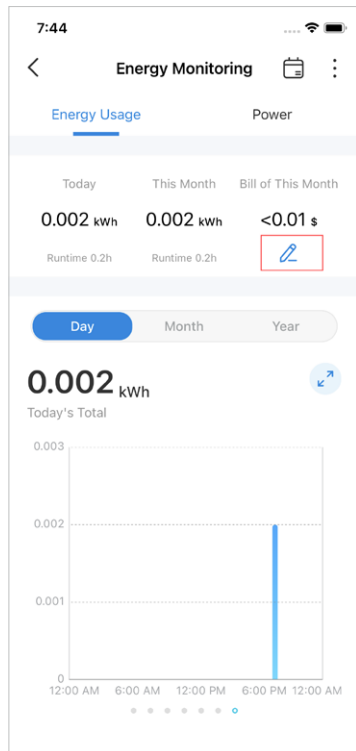 7:44
Energy Monitoring
Energy Usage Power
Today This Month Bill of This Month
0.002 kWh 0.002 kWh <0.01 $
Runtime 0.2h Runtime 0.2h
Day Month Year
0.002 kWh
Today's Total
0.003
0.002
0.001
0
12:00 AM 6:00 AM 12:00 PM 6:00 PM 12:00 AM